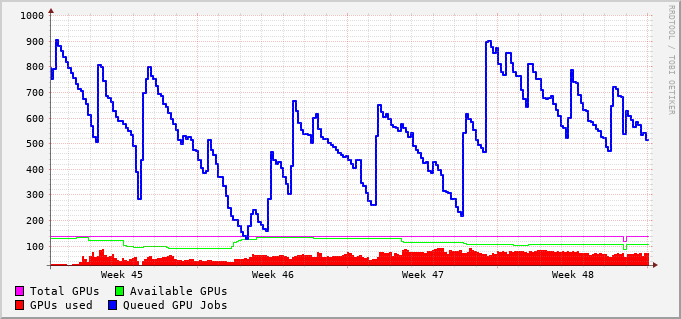 1000
900
800
700
600
500
400
300
200
100
Week 45 Week 46 Week 47 Week 48
Total GPUs Available GPUs
GPUs used Queued GPU Jobs
RRDTOOL / TOBI OETIKER